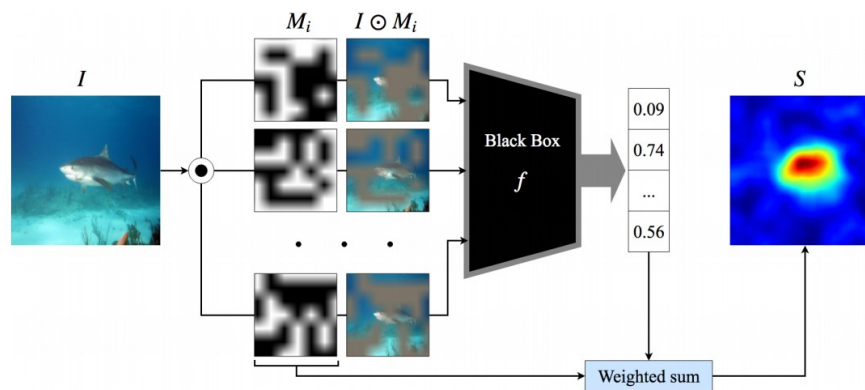 I
M_i
I ⊙ M_i
Black Box
f
0.09
0.74
...
0.56
S
Weighted sum